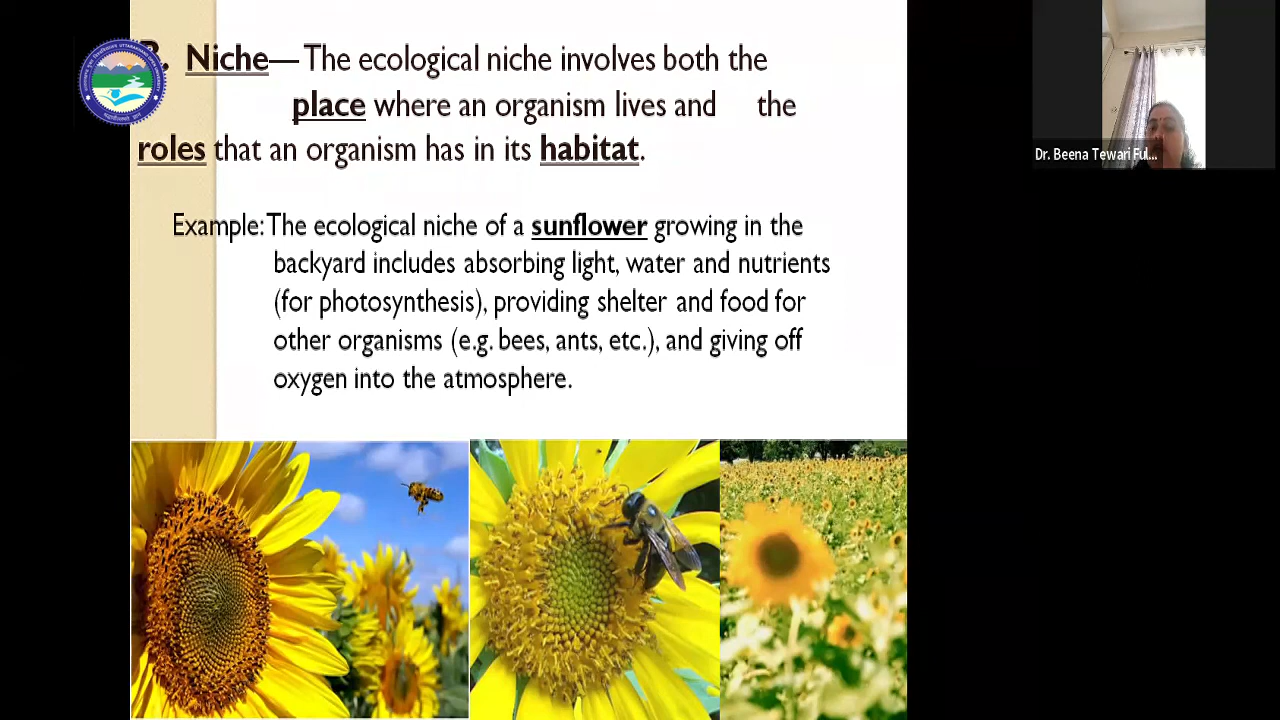 B. Niche— The ecological niche involves both the
place where an organism lives and the
roles that an organism has in its habitat.
Example: The ecological niche of a sunflower growing in the
backyard includes absorbing light, water and nutrients
(for photosynthesis), providing shelter and food for
other organisms (e.g. bees, ants, etc.), and giving off
oxygen into the atmosphere.
Dr. Beena Tewari Ful...